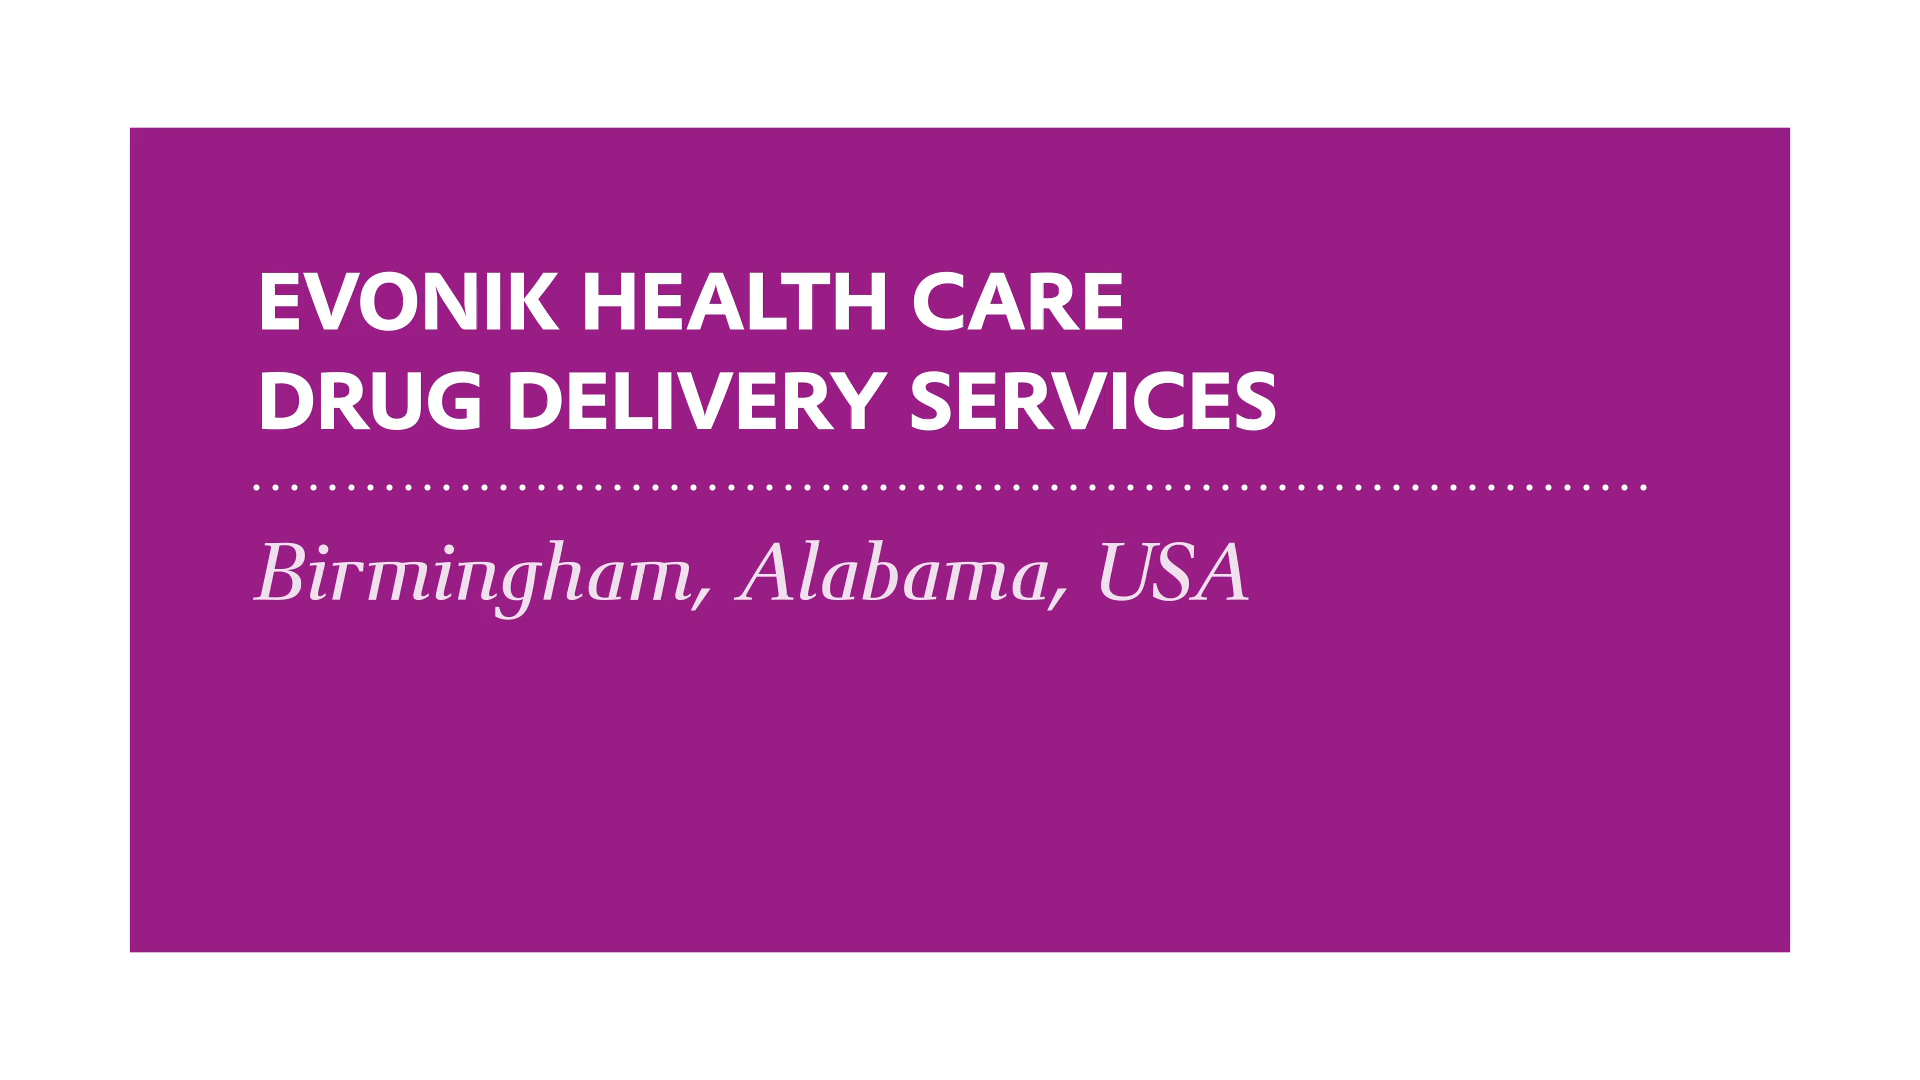 EVONIK HEALTH CARE
DRUG DELIVERY SERVICES
Birmingham, Alabama, USA